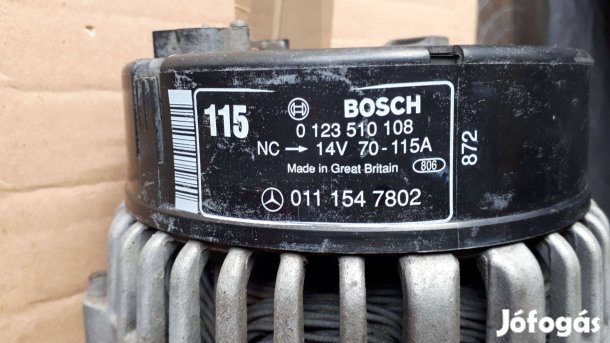 115
BOSCH
0 123 510 108
NC → 14V 70-115A
Made in Great Britain 806
011 154 7802
872
Jófogás